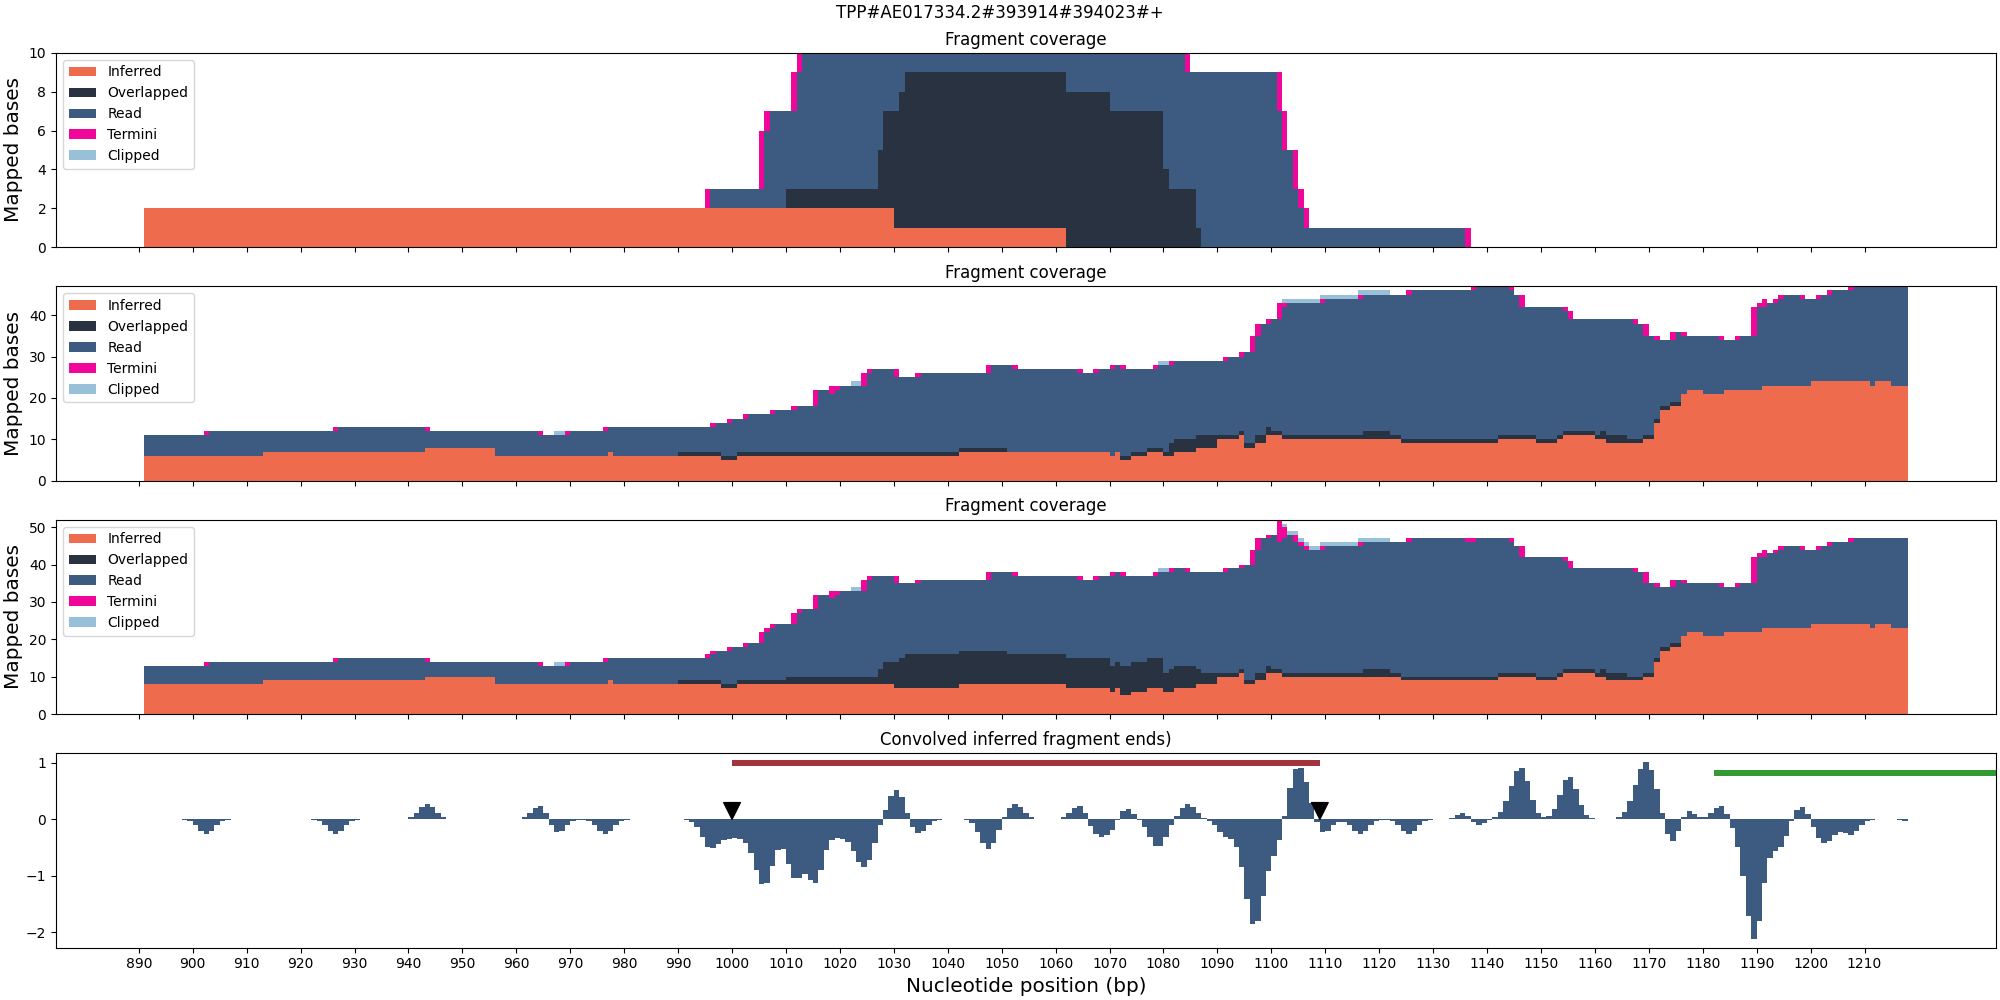 TPP#AE017334.2#393914#394023#+
Fragment coverage
Mapped bases
10
8
6
4
2
0
Inferred
Overlapped
Read
Termini
Clipped
Fragment coverage
Mapped bases
40
30
20
10
0
Inferred
Overlapped
Read
Termini
Clipped
Fragment coverage
Mapped bases
50
40
30
20
10
0
Inferred
Overlapped
Read
Termini
Clipped
Convolved inferred fragment ends)
1
0
−1
−2
890 900 910 920 930 940 950 960 970 980 990 1000 1010 1020 1030 1040 1050 1060 1070 1080 1090 1100 1110 1120 1130 1140 1150 1160 1170 1180 1190 1200 1210
Nucleotide position (bp)